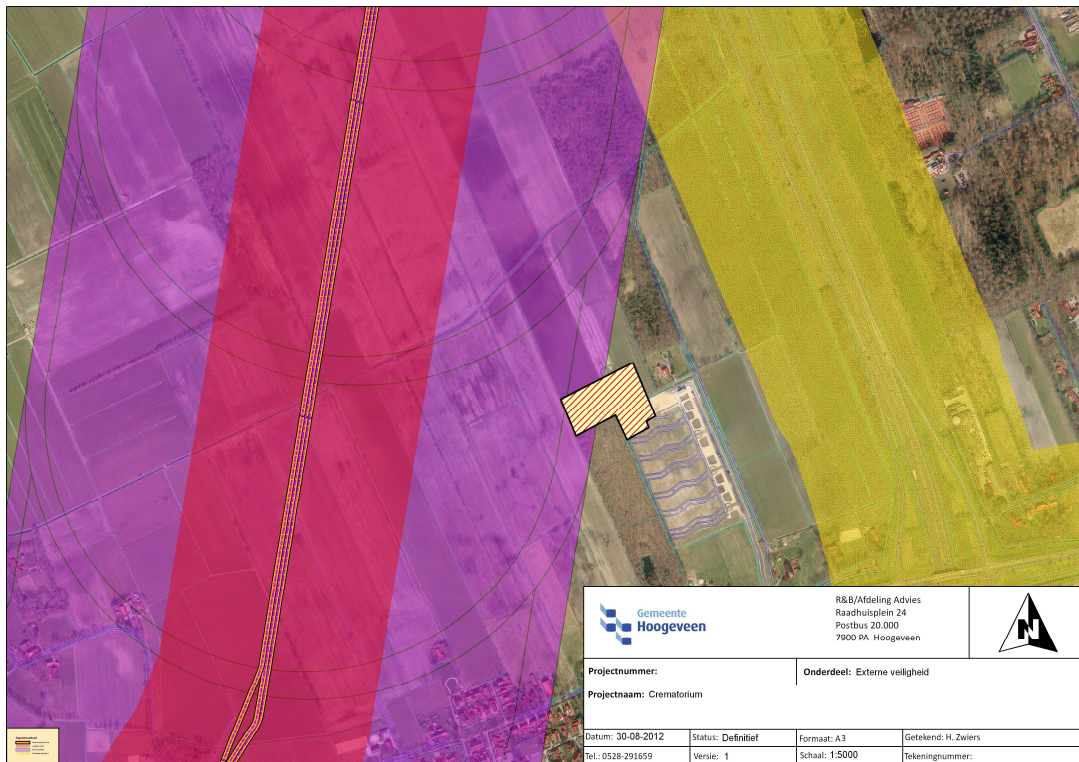 Gemeente
Hoogeveen
R&B/Afdeling Advies
Raadhuisplein 24
Postbus 20.000
7900 PA Hoogeveen
N
Projectnummer:
Onderdeel: Externe veiligheid
Projectnaam: Crematorium
Datum: 30-08-2012
Status: Definitief
Formaat: A3
Getekend: H. Zwiers
Tel.: 0528-291659
Versie: 1
Schaal: 1:5000
Tekeningnummer: